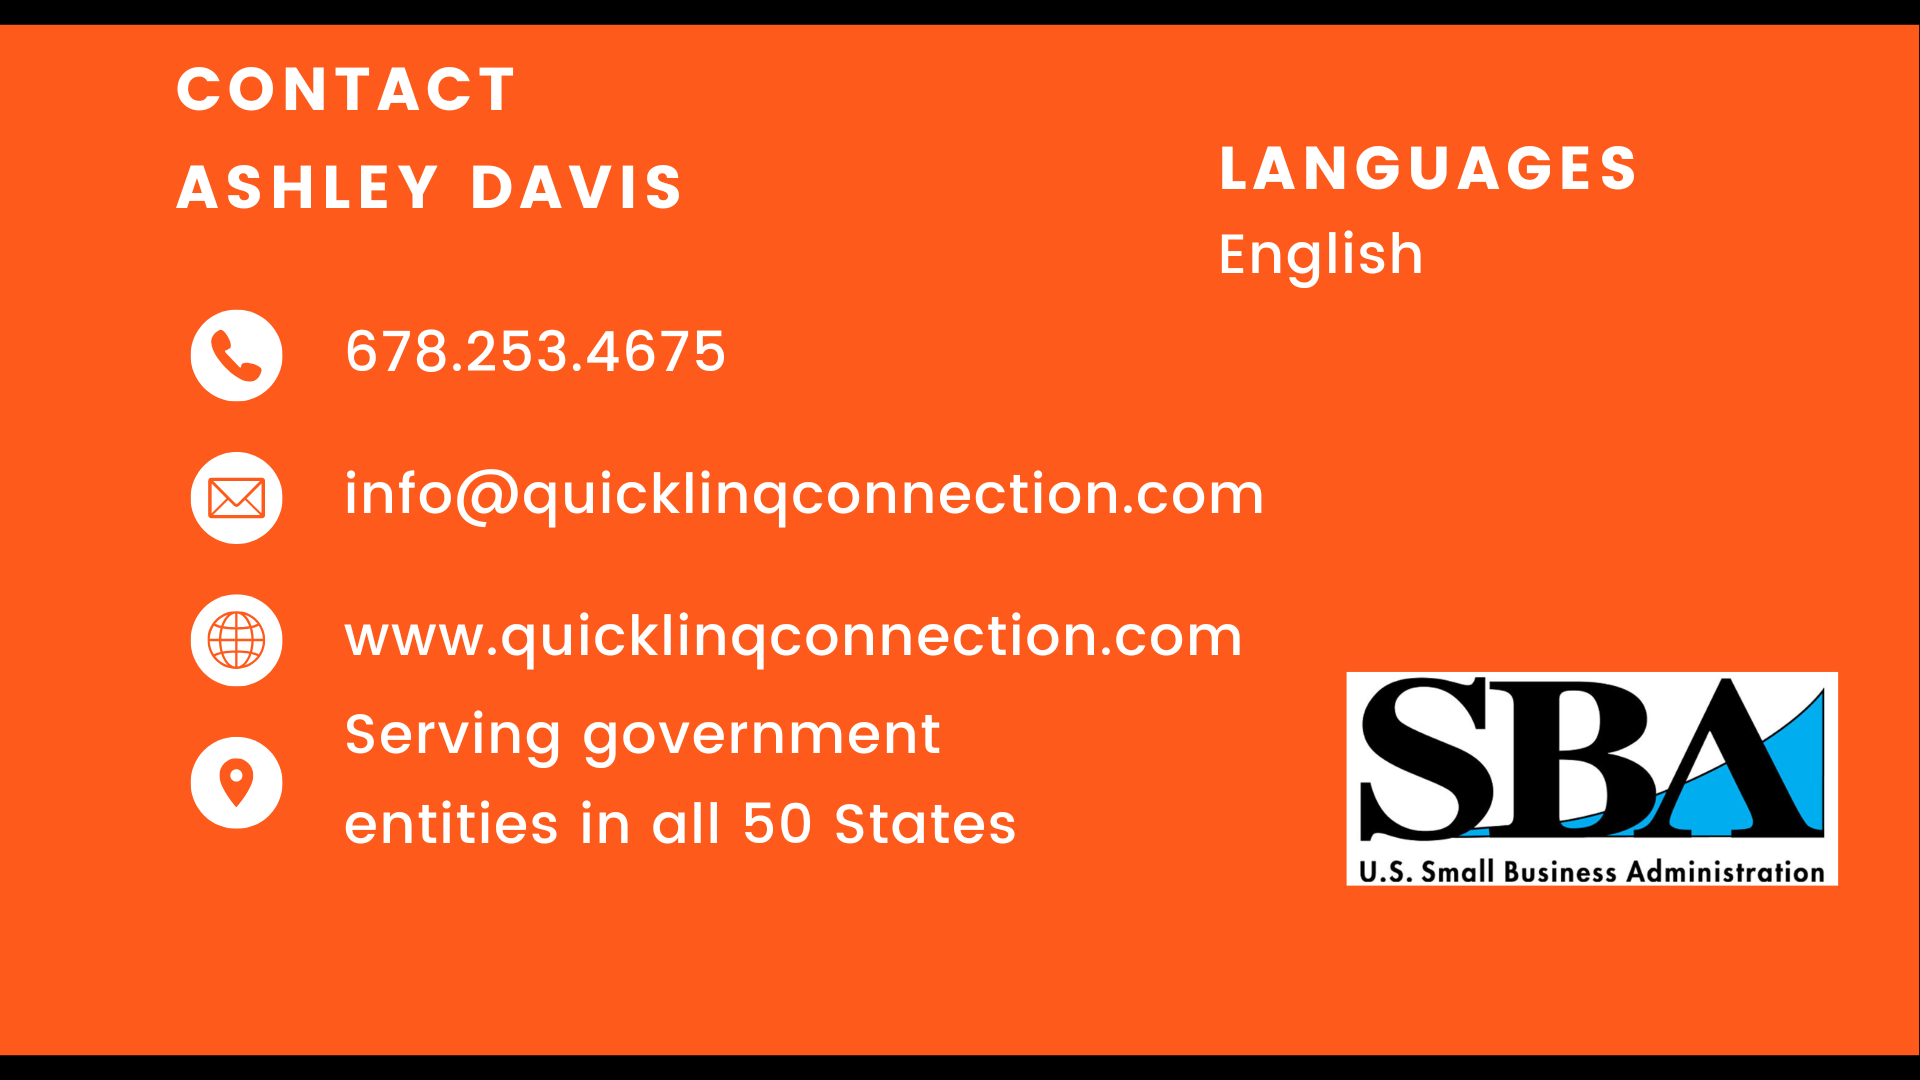 CONTACT
ASHLEY DAVIS
LANGUAGES
English
678.253.4675
info@quicklinqconnection.com
www.quicklinqconnection.com
Serving government
entities in all 50 States
SBA
U.S. Small Business Administration